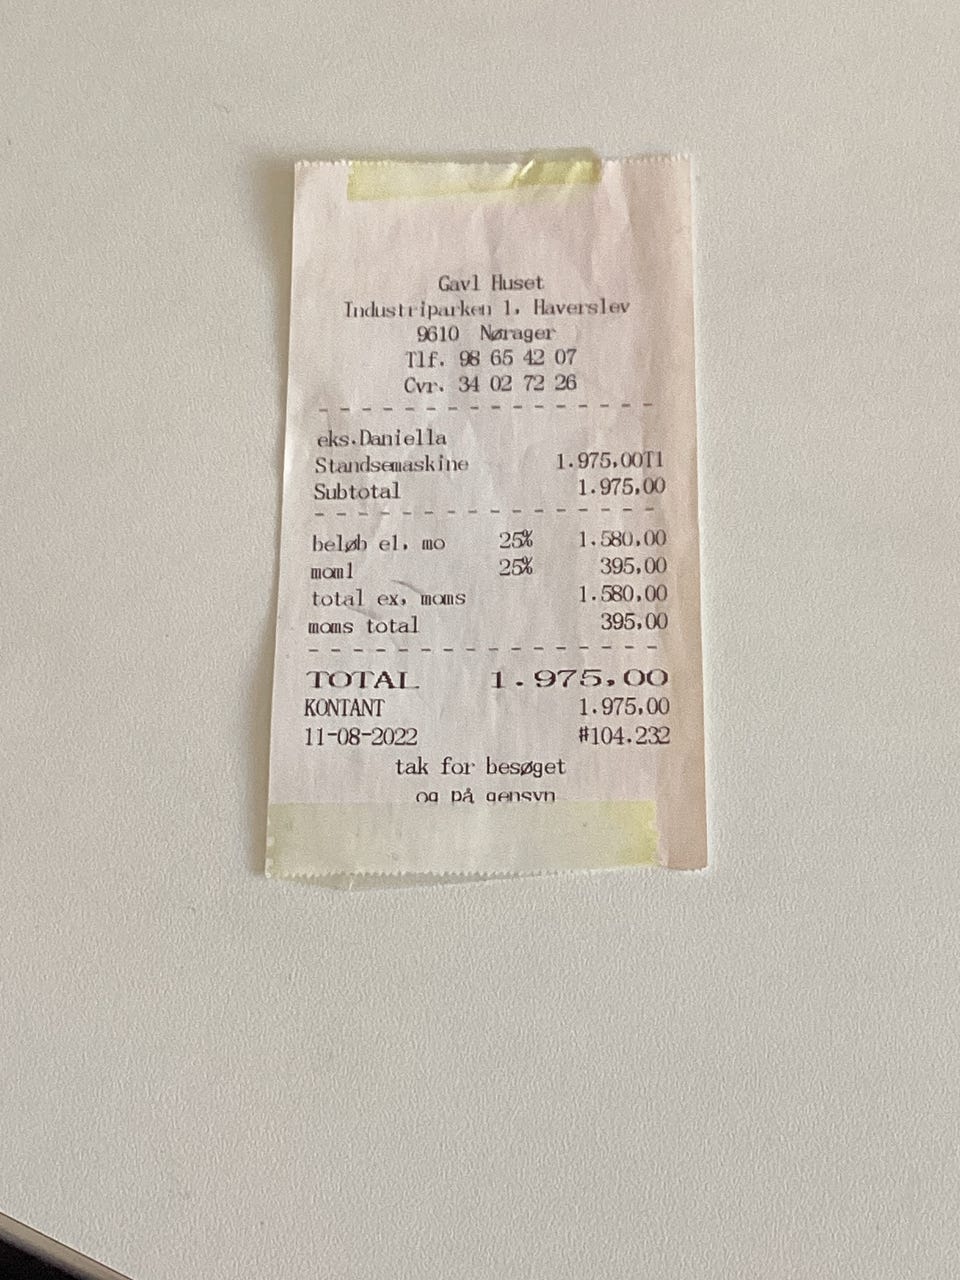 Gavl Huset
Industriparken 1, Haverslev
9610 Nørager
Tlf. 98 65 42 07
Cvr. 34 02 72 26
eks.Daniella
Standsemaskine 1.975,00T1
Subtotal 1.975,00
beløb el, mo 25% 1.580,00
mom1 25% 395,00
total ex, moms 1.580,00
moms total 395,00
TOTAL 1.975,00
KONTANT 1.975,00
11-08-2022 #104.232
tak for besøget
og på gensyn